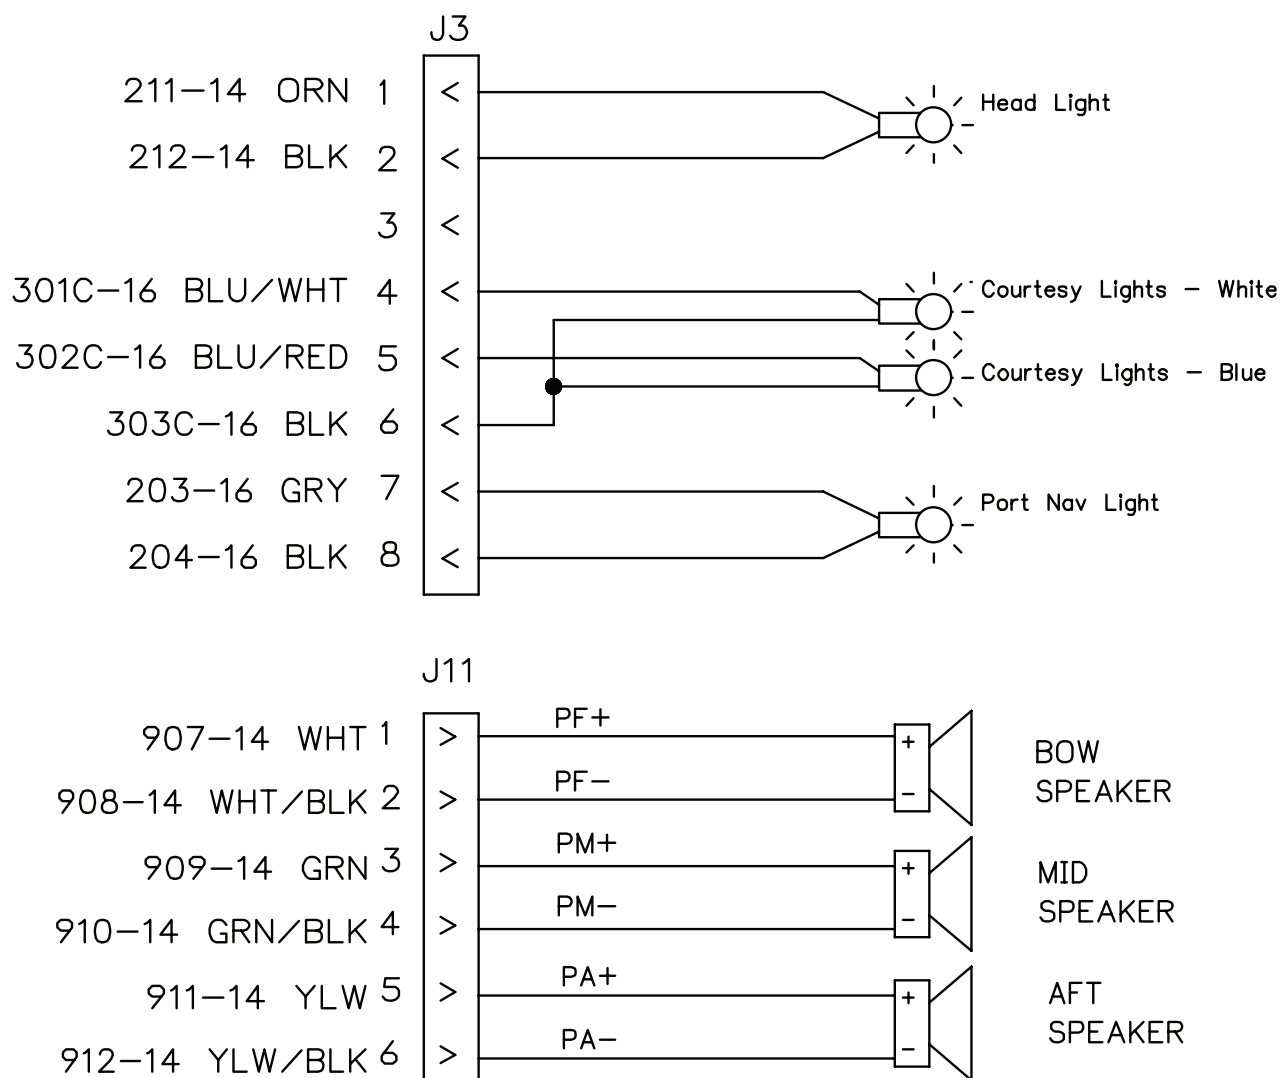 J3
211-14 ORN 1 < Head Light
212-14 BLK 2 <
3 <
301C-16 BLU/WHT 4 < Courtesy Lights - White
302C-16 BLU/RED 5 < Courtesy Lights - Blue
303C-16 BLK 6 <
203-16 GRY 7 < Port Nav Light
204-16 BLK 8 <
J11
907-14 WHT 1 > PF+ + BOW
908-14 WHT/BLK 2 > PF- - SPEAKER
909-14 GRN 3 > PM+ + MID
910-14 GRN/BLK 4 > PM- - SPEAKER
911-14 YLW 5 > PA+ + AFT
912-14 YLW/BLK 6 > PA- - SPEAKER